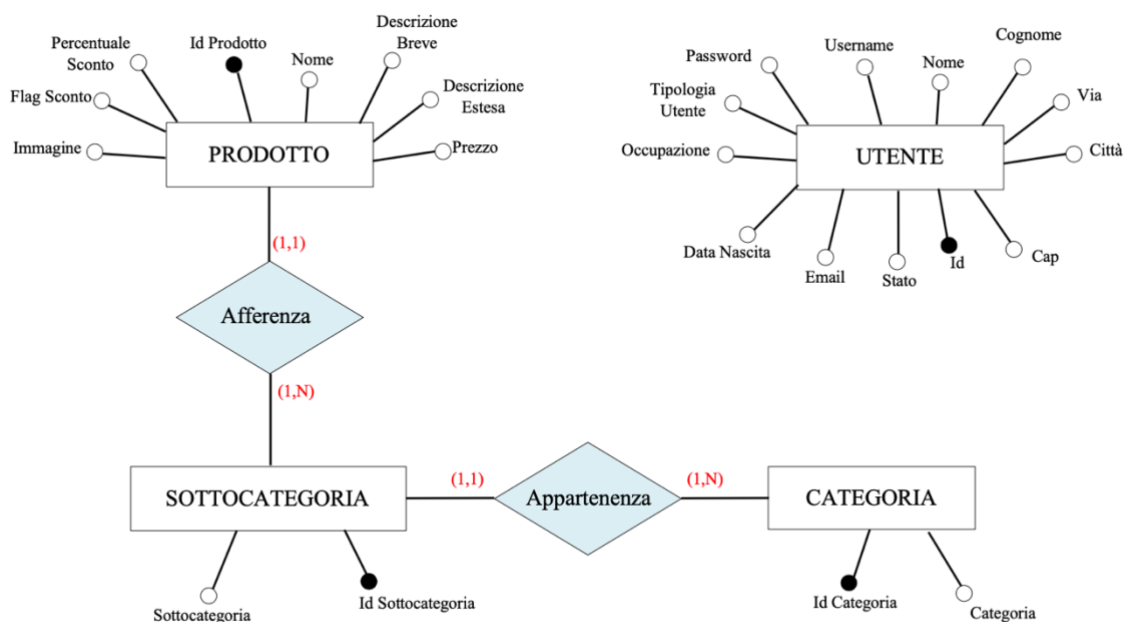 Descrizione
Breve
Percentuale
Sconto
Id Prodotto
Nome
Flag Sconto
Descrizione
Estesa
Immagine
PRODOTTO
Prezzo
Cognome
Username
Password
Nome
Tipologia
Utente
Via
Occupazione
UTENTE
Città
Data Nascita
Email
Stato
Id
Cap
(1,1)
Afferenza
(1,N)
SOTTOCATEGORIA
(1,1)
Appartenenza
(1,N)
CATEGORIA
Sottocategoria
Id Sottocategoria
Id Categoria
Categoria